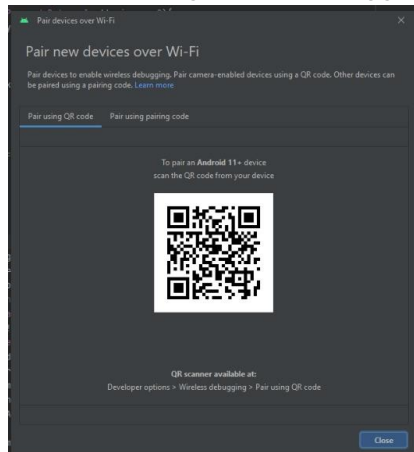 Pair devices over Wi-Fi
Pair new devices over Wi-Fi
Pair devices to enable wireless debugging. Pair camera-enabled devices using a QR code. Other devices can
be paired using a pairing code. Learn more
Pair using QR code Pair using pairing code
To pair an Android 11+ device
scan the QR code from your device
QR scanner available at:
Developer options > Wireless debugging > Pair using QR code
Close